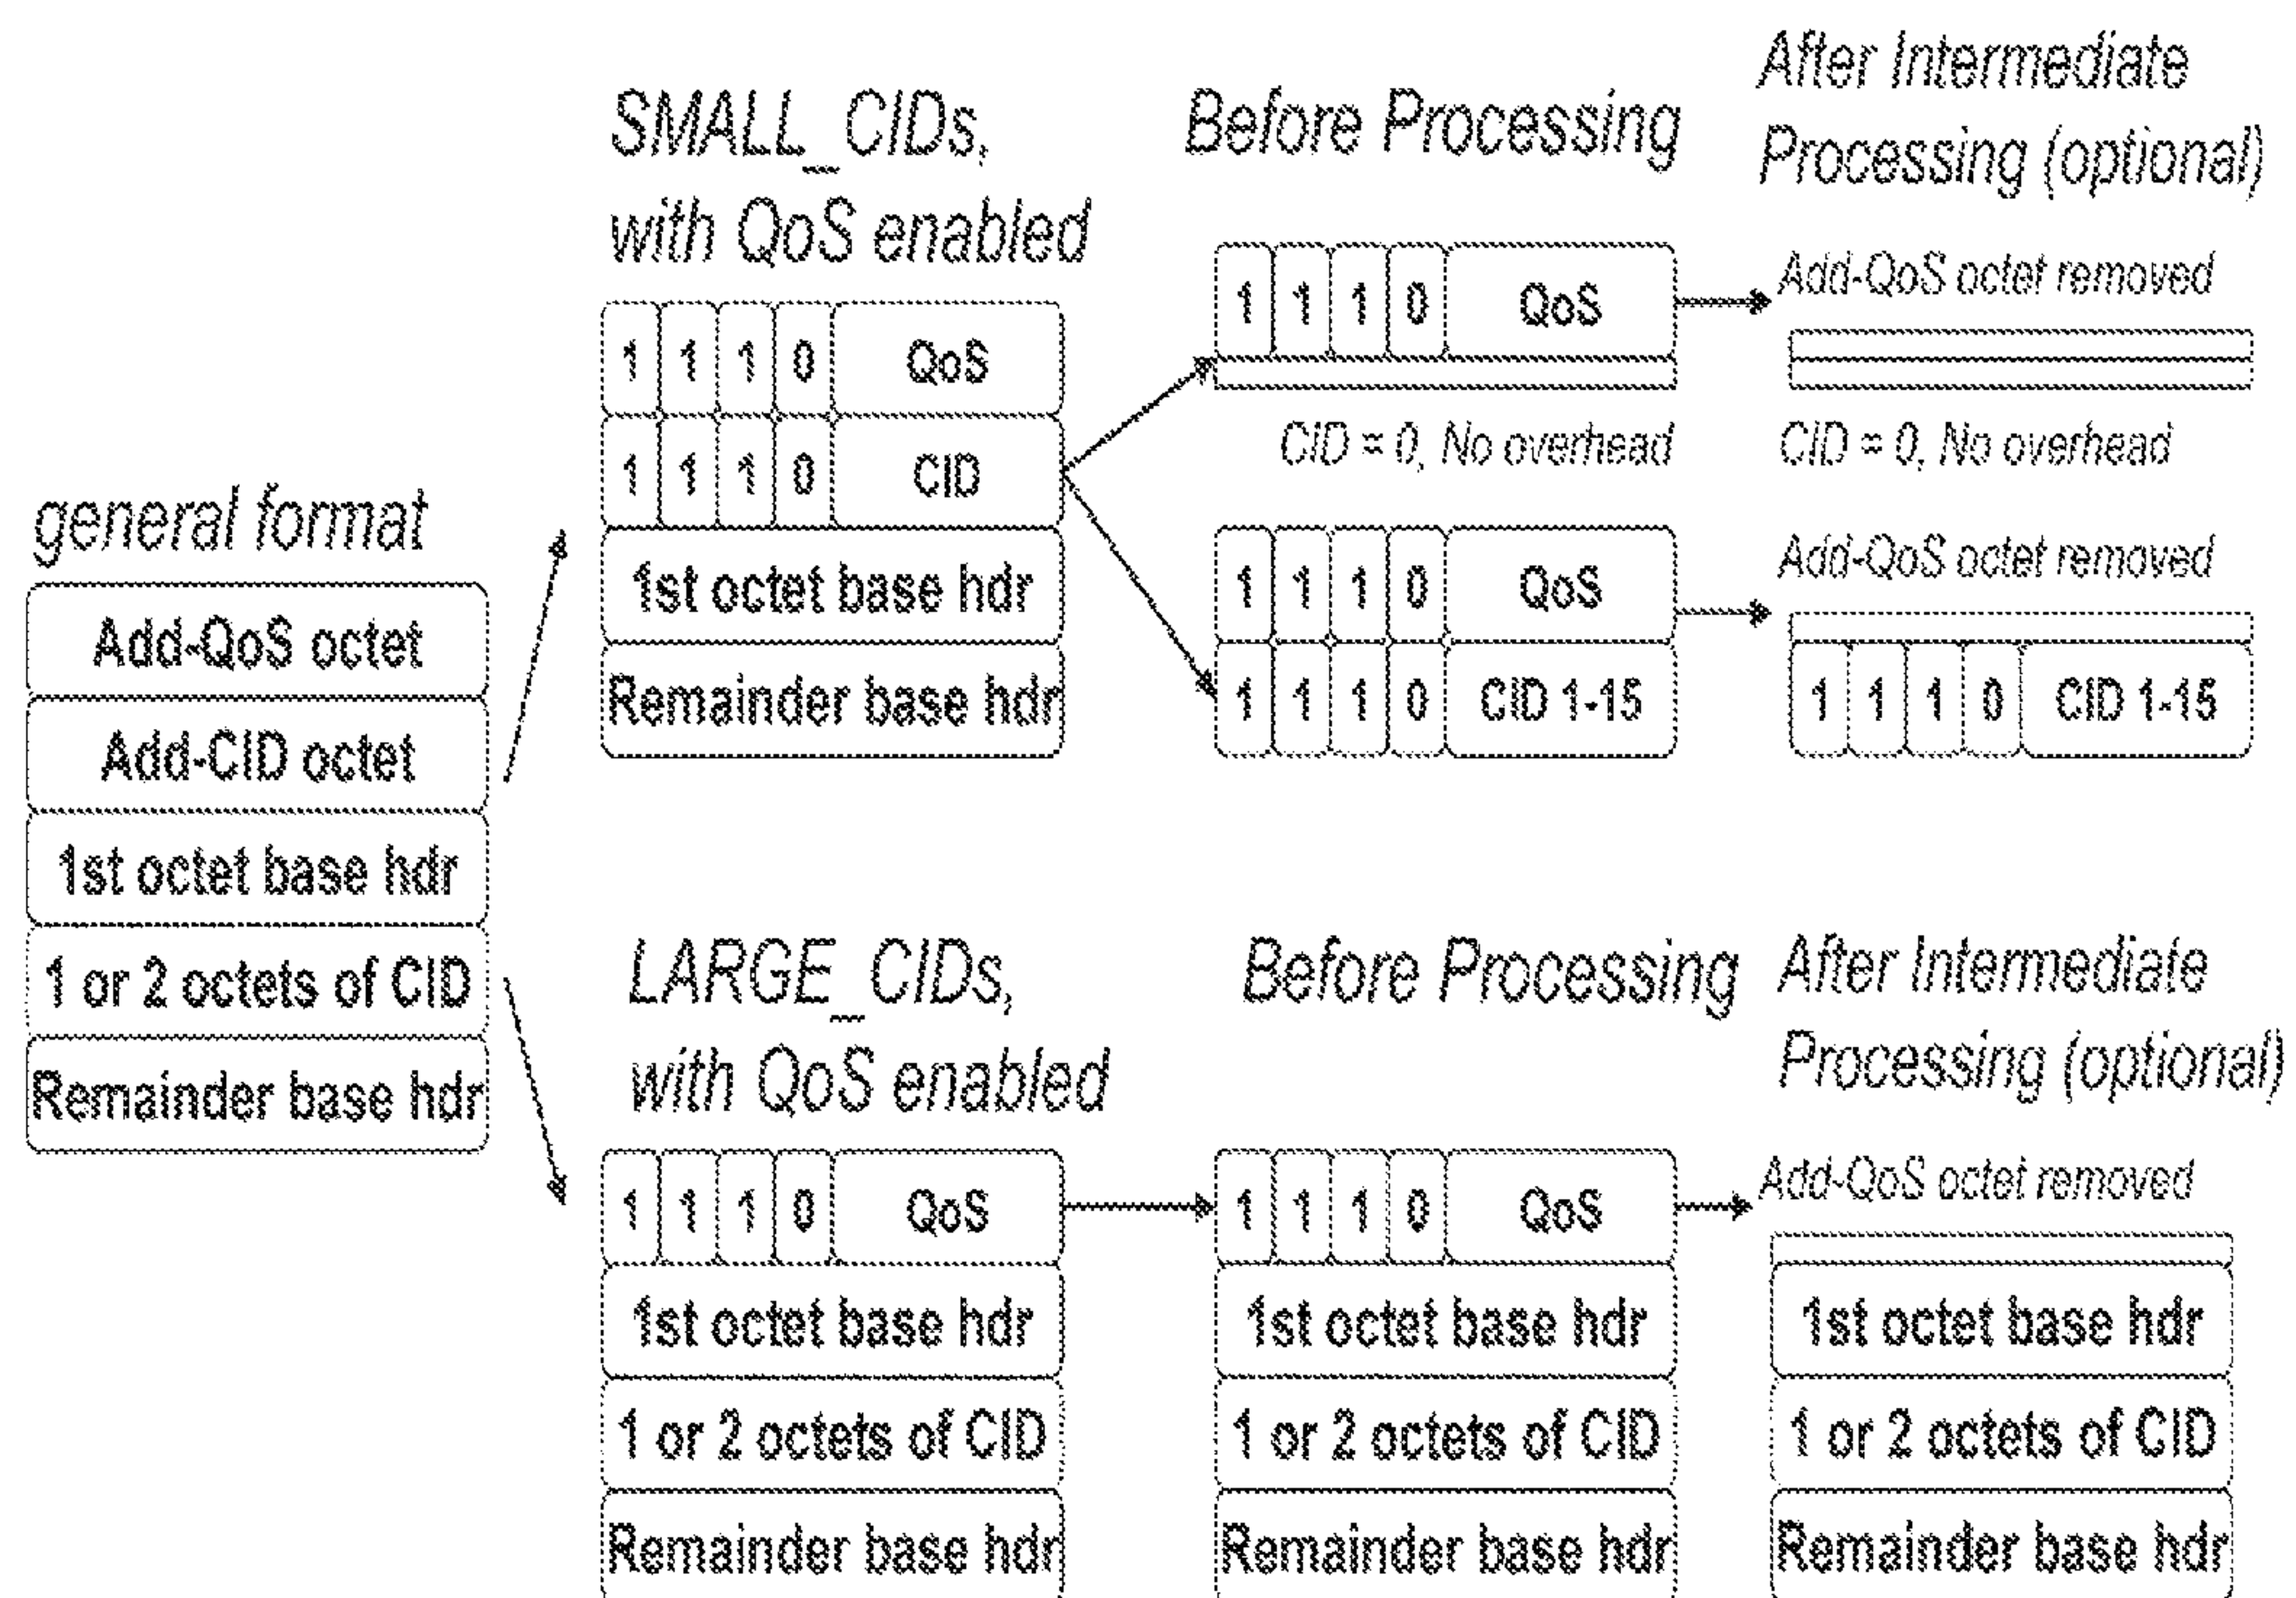 general format
Add-QoS octet
Add-CID octet
1st octet base hdr
1 or 2 octets of CID
Remainder base hdr
SMALL_CIDs,
with QoS enabled
1 1 1 0 QoS
1 1 1 0 CID
1st octet base hdr
Remainder base hdr
Before Processing
1 1 1 0 QoS
CID = 0, No overhead
1 1 1 0 QoS
1 1 1 0 CID 1-15
After Intermediate
Processing (optional)
Add-QoS octet removed
CID = 0, No overhead
Add-QoS octet removed
1 1 1 0 CID 1-15
LARGE_CIDs,
with QoS enabled
1 1 1 0 QoS
1st octet base hdr
1 or 2 octets of CID
Remainder base hdr
Before Processing
1 1 1 0 QoS
1st octet base hdr
1 or 2 octets of CID
Remainder base hdr
After Intermediate
Processing (optional)
Add-QoS octet removed
1st octet base hdr
1 or 2 octets of CID
Remainder base hdr